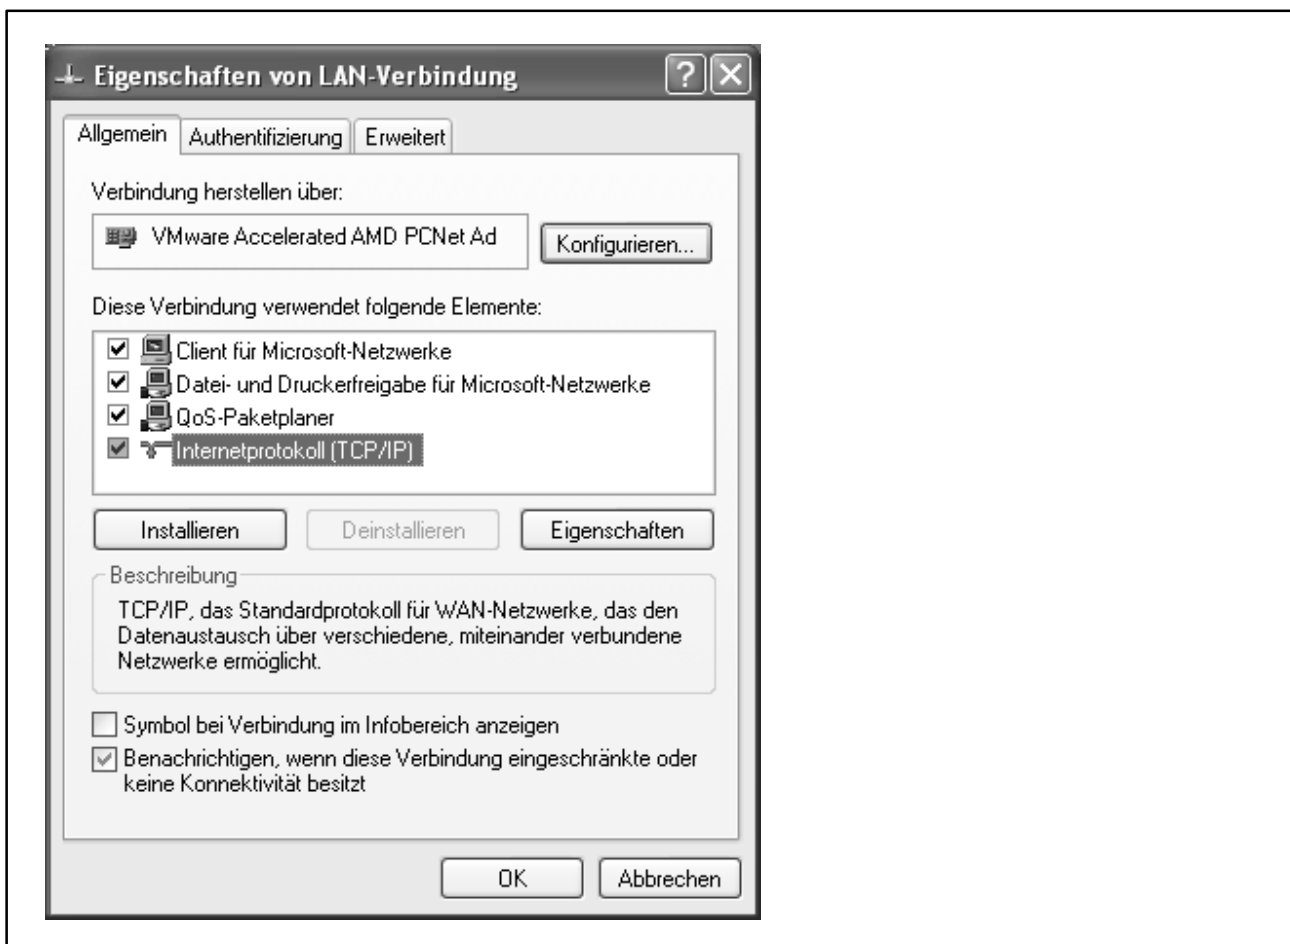 Eigenschaften von LAN-Verbindung
Allgemein Authentifizierung Erweitert
Verbindung herstellen über:
VMware Accelerated AMD PCNet Ad Konfigurieren...
Diese Verbindung verwendet folgende Elemente:
Client für Microsoft-Netzwerke
Datei- und Druckerfreigabe für Microsoft-Netzwerke
QoS-Paketplaner
Internetprotokoll (TCP/IP)
Installieren Deinstallieren Eigenschaften
Beschreibung
TCP/IP, das Standardprotokoll für WAN-Netzwerke, das den
Datenaustausch über verschiedene, miteinander verbundene
Netzwerke ermöglicht.
Symbol bei Verbindung im Infobereich anzeigen
Benachrichtigen, wenn diese Verbindung eingeschränkte oder
keine Konnektivität besitzt
OK Abbrechen